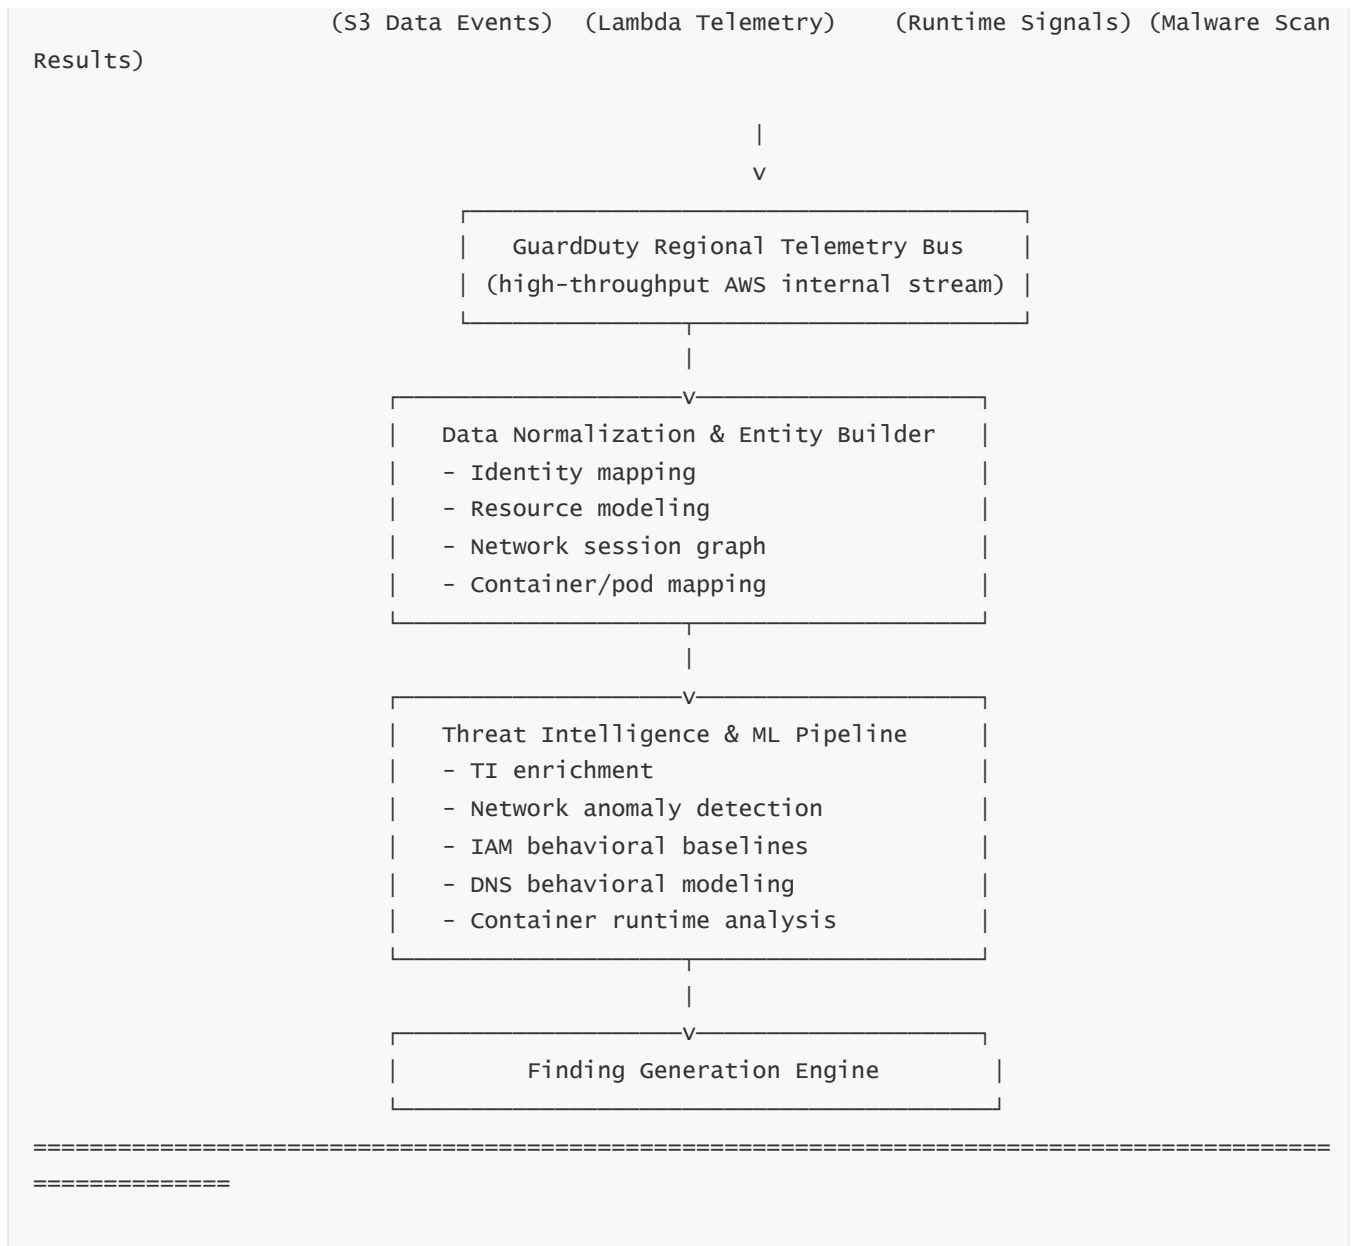 (S3 Data Events)  (Lambda Telemetry)    (Runtime Signals) (Malware Scan
Results)
|
v
GuardDuty Regional Telemetry Bus
(high-throughput AWS internal stream)
|
v
Data Normalization & Entity Builder
- Identity mapping
- Resource modeling
- Network session graph
- Container/pod mapping
|
v
Threat Intelligence & ML Pipeline
- TI enrichment
- Network anomaly detection
- IAM behavioral baselines
- DNS behavioral modeling
- Container runtime analysis
|
v
Finding Generation Engine
============================================================================================
==============